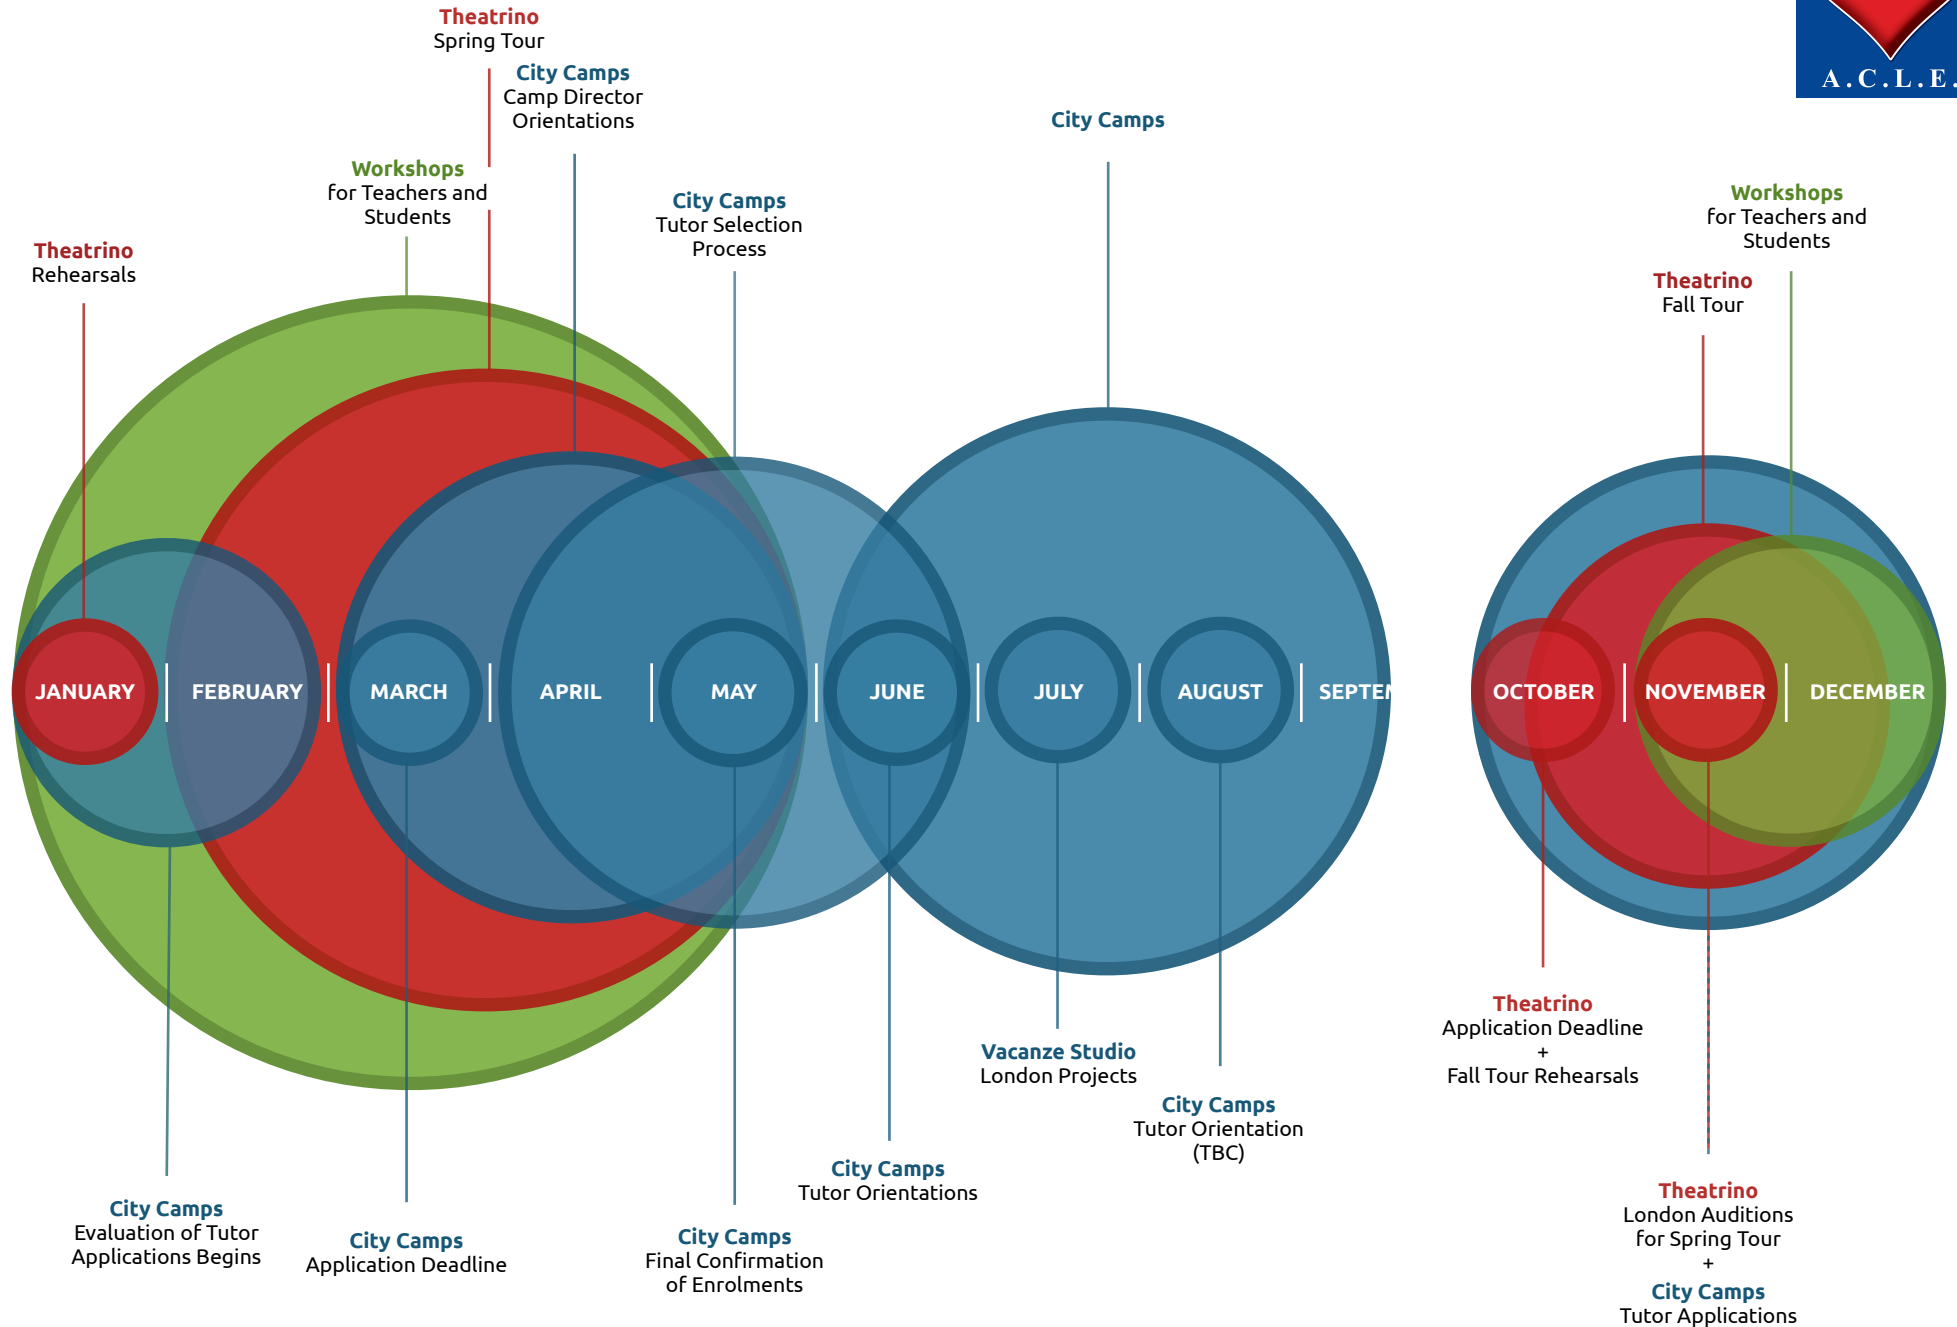 Theatrino
Spring Tour
City Camps
Camp Director
Orientations
A.C.L.E.
City Camps
Workshops
for Teachers and
Students
City Camps
Tutor Selection
Process
Workshops
for Teachers and
Students
Theatrino
Rehearsals
Theatrino
Fall Tour
JANUARY
FEBRUARY
MARCH
APRIL
MAY
JUNE
JULY
AUGUST
SEPTEM
OCTOBER
NOVEMBER
DECEMBER
Theatrino
Application Deadline
+
Fall Tour Rehearsals
Vacanze Studio
London Projects
City Camps
Tutor Orientation
(TBC)
City Camps
Tutor Orientations
Theatrino
London Auditions
for Spring Tour
+
City Camps
Tutor Applications
City Camps
Evaluation of Tutor
Applications Begins
City Camps
Application Deadline
City Camps
Final Confirmation
of Enrolments